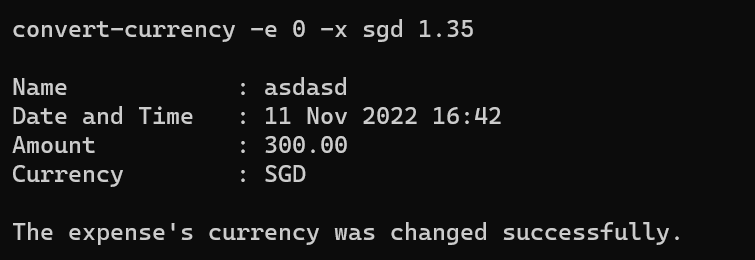 convert-currency -e 0 -x sgd 1.35
Name : asdasd
Date and Time : 11 Nov 2022 16:42
Amount : 300.00
Currency : SGD
The expense's currency was changed successfully.